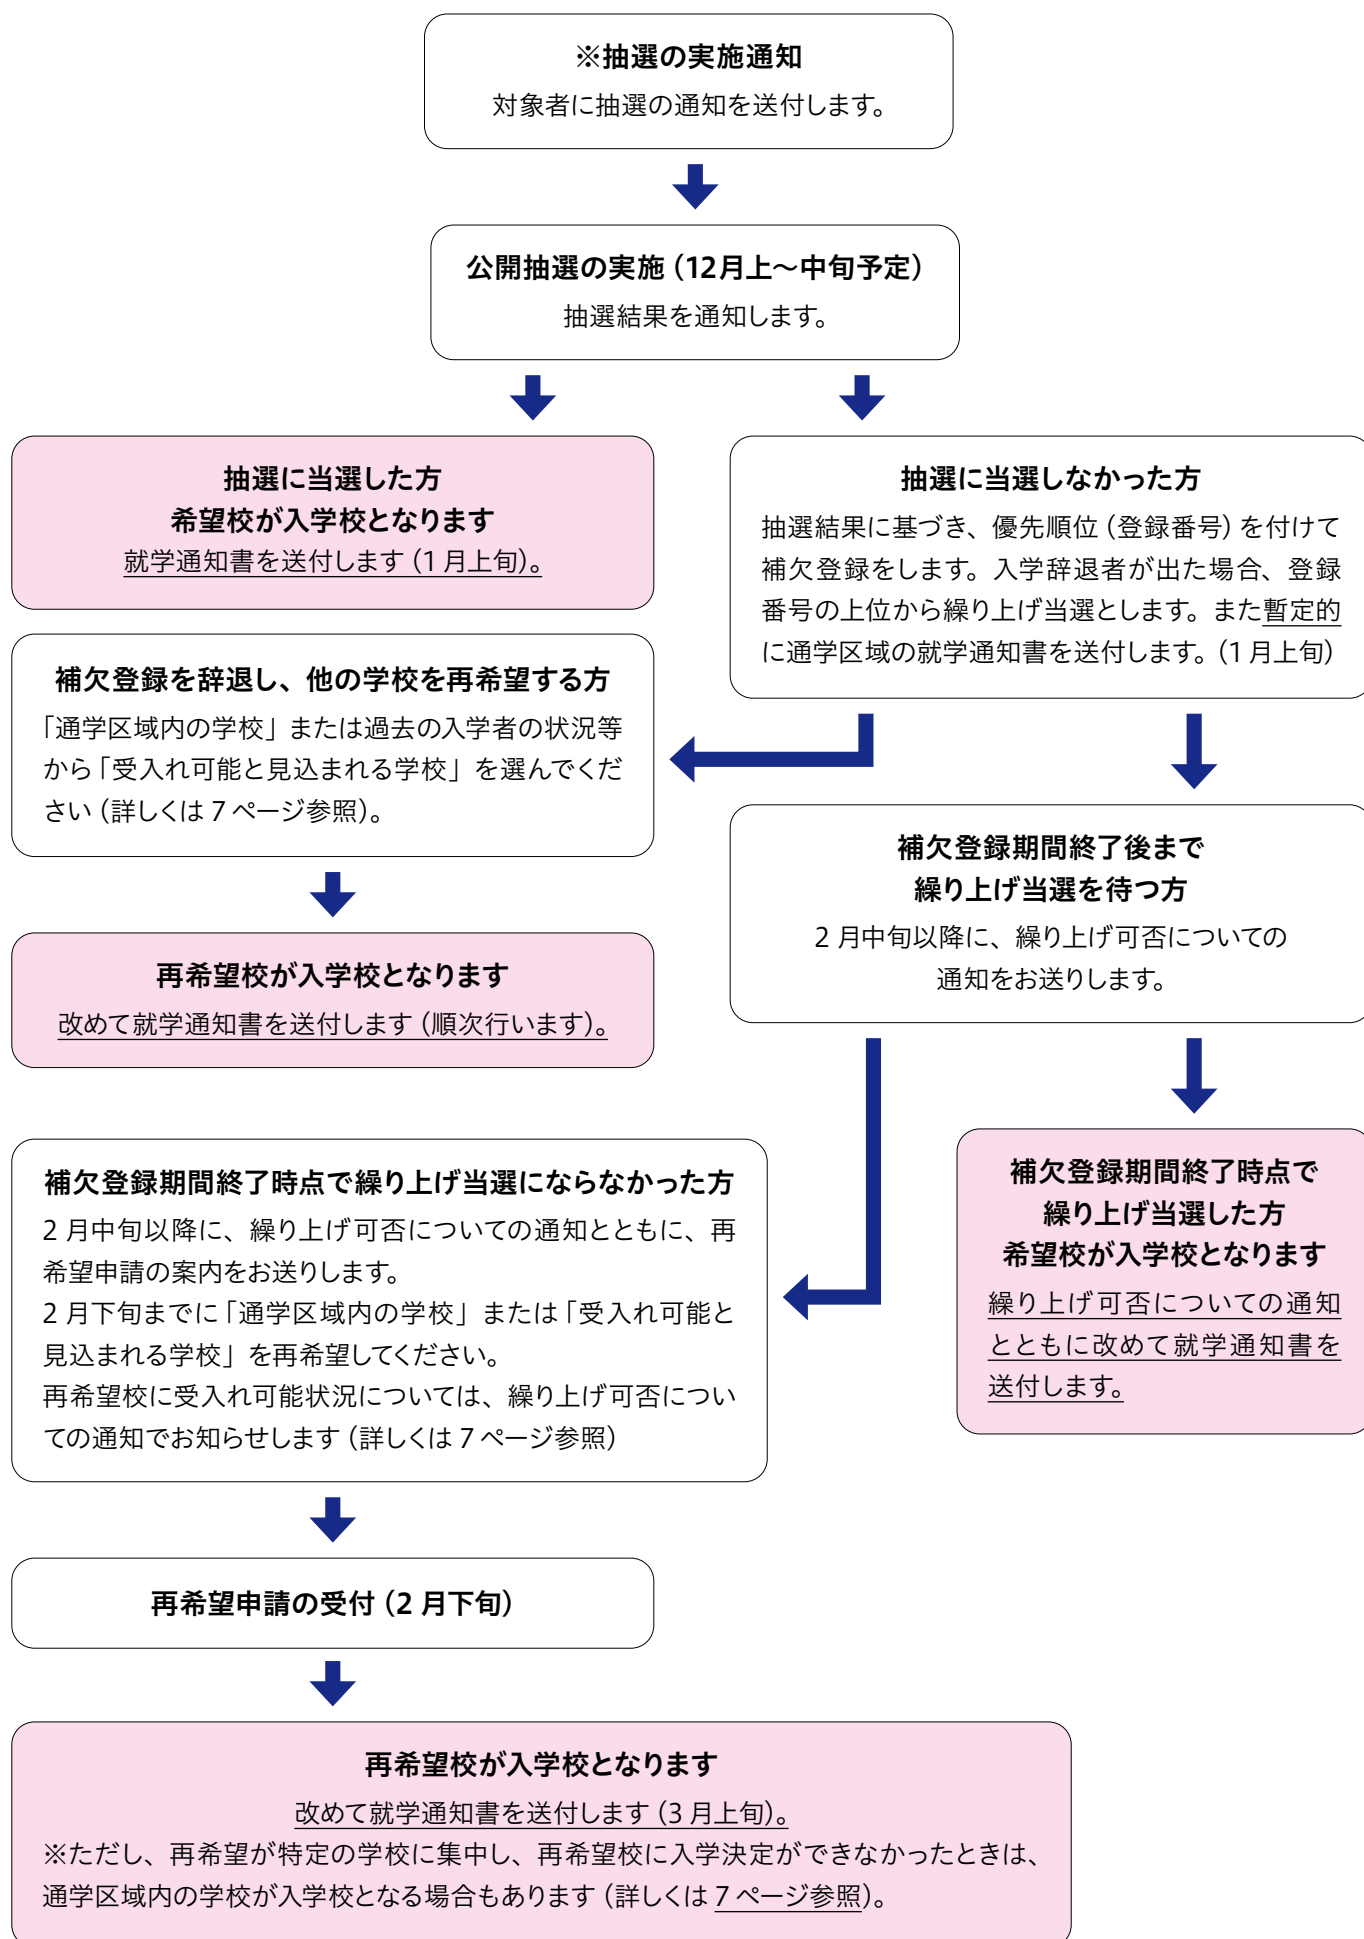 ※抽選の実施通知
対象者に抽選の通知を送付します。
公開抽選の実施（12月上～中旬予定）
抽選結果を通知します。
抽選に当選した方
希望校が入学校となります
就学通知書を送付します（1月上旬）。
抽選に当選しなかった方
抽選結果に基づき、優先順位（登録番号）を付けて
補欠登録をします。入学辞退者が出た場合、登録
番号の上位から繰り上げ当選とします。また暫定的
に通学区域の就学通知書を送付します。（1月上旬）
補欠登録を辞退し、他の学校を再希望する方
「通学区域内の学校」または過去の入学者の状況等
から「受入れ可能と見込まれる学校」を選んでくだ
さい（詳しくは7ページ参照）。
再希望校が入学校となります
改めて就学通知書を送付します（順次行います）。
補欠登録期間終了後まで
繰り上げ当選を待つ方
2月中旬以降に、繰り上げ可否についての
通知をお送りします。
補欠登録期間終了時点で繰り上げ当選にならなかった方
2月中旬以降に、繰り上げ可否についての通知とともに、再
希望申請の案内をお送りします。
2月下旬までに「通学区域内の学校」または「受入れ可能と
見込まれる学校」を再希望してください。
再希望校に受入れ可能状況については、繰り上げ可否につい
ての通知でお知らせします（詳しくは7ページ参照）
補欠登録期間終了時点で
繰り上げ当選した方
希望校が入学校となります
繰り上げ可否についての通知
とともに改めて就学通知書を
送付します。
再希望申請の受付（2月下旬）
再希望校が入学校となります
改めて就学通知書を送付します（3月上旬）。
※ただし、再希望が特定の学校に集中し、再希望校に入学決定ができなかったときは、
通学区域内の学校が入学校となる場合もあります（詳しくは7ページ参照）。